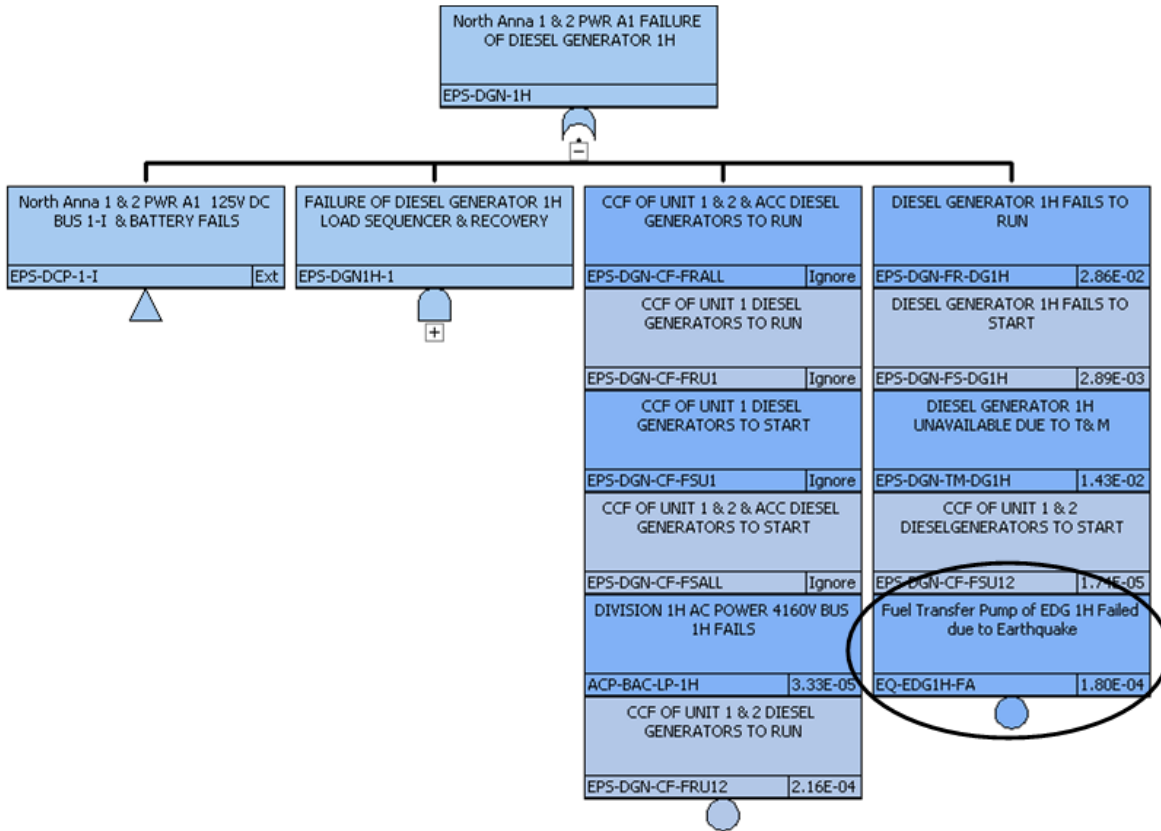 North Anna 1 & 2 PWR A1 FAILURE
OF DIESEL GENERATOR 1H
EPS-DGN-1H
North Anna 1 & 2 PWR A1 125V DC
BUS 1-I & BATTERY FAILS
EPS-DCP-1-I
Ext
FAILURE OF DIESEL GENERATOR 1H
LOAD SEQUENCER & RECOVERY
EPS-DGN1H-1
CCF OF UNIT 1 & 2 & ACC DIESEL
GENERATORS TO RUN
EPS-DGN-CF-FRALL
Ignore
CCF OF UNIT 1 DIESEL
GENERATORS TO RUN
EPS-DGN-CF-FRU1
Ignore
CCF OF UNIT 1 DIESEL
GENERATORS TO START
EPS-DGN-CF-FSU1
Ignore
CCF OF UNIT 1 & 2 & ACC DIESEL
GENERATORS TO START
EPS-DGN-CF-FSALL
Ignore
DIVISION 1H AC POWER 4160V BUS
1H FAILS
ACP-BAC-LP-1H
3.33E-05
CCF OF UNIT 1 & 2 DIESEL
GENERATORS TO RUN
EPS-DGN-CF-FRU12
2.16E-04
DIESEL GENERATOR 1H FAILS TO
RUN
EPS-DGN-FR-DG1H
2.86E-02
DIESEL GENERATOR 1H FAILS TO
START
EPS-DGN-FS-DG1H
2.89E-03
DIESEL GENERATOR 1H
UNAVAILABLE DUE TO T& M
EPS-DGN-TM-DG1H
1.43E-02
CCF OF UNIT 1 & 2
DIESELGENERATORS TO START
EPS-DGN-CF-FSU12
1.74E-05
Fuel Transfer Pump of EDG 1H Failed
due to Earthquake
EQ-EDG1H-FA
1.80E-04